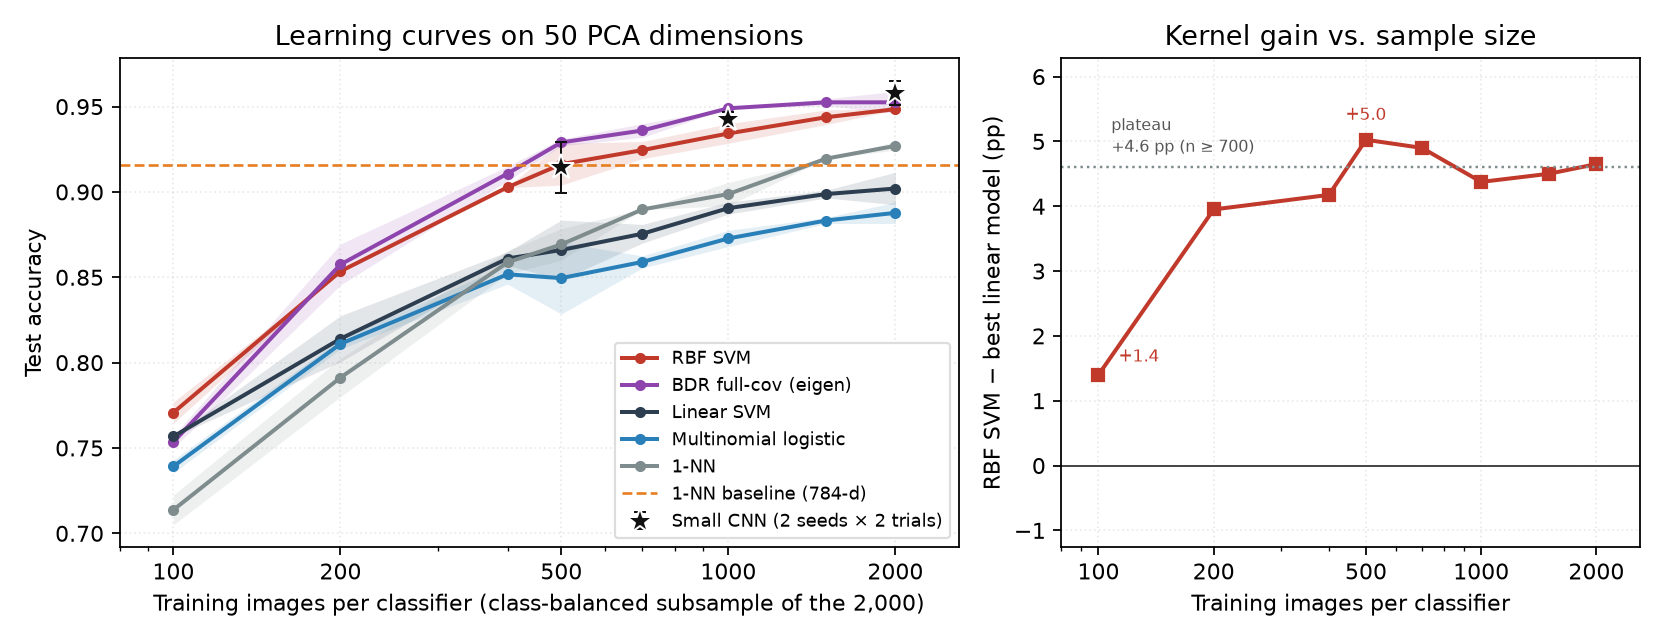 Learning curves on 50 PCA dimensions
Test accuracy
0.95
0.90
0.85
0.80
0.75
0.70
RBF SVM
BDR full-cov (eigen)
Linear SVM
Multinomial logistic
1-NN
1-NN baseline (784-d)
Small CNN (2 seeds × 2 trials)
100 200 500 1000 2000
Training images per classifier (class-balanced subsample of the 2,000)
Kernel gain vs. sample size
RBF SVM − best linear model (pp)
6
5
4
3
2
1
0
−1
plateau
+4.6 pp (n ≥ 700)
+5.0
+1.4
100 200 500 1000 2000
Training images per classifier